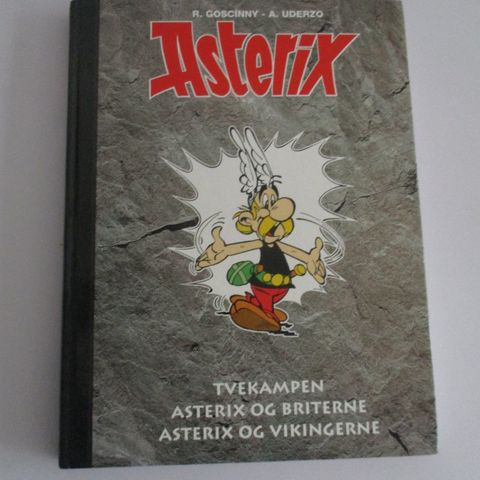 R. GOSCINNY - A. UDERZO
Asterix
TVEKAMPEN
ASTERIX OG BRITERNE
ASTERIX OG VIKINGERNE